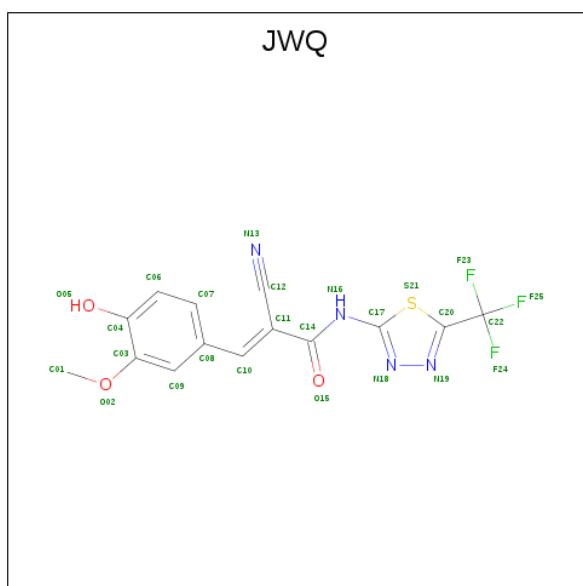 JWQ
N13
F23
C06
O05
C07
C12
N16
S21
HO
C04
C11
C14
C17
C20
C22
F25
N
H
N
S
F
F
F
C03
C08
C10
N18
N19
F24
C01
O
O02
C09
O
O15
N
N